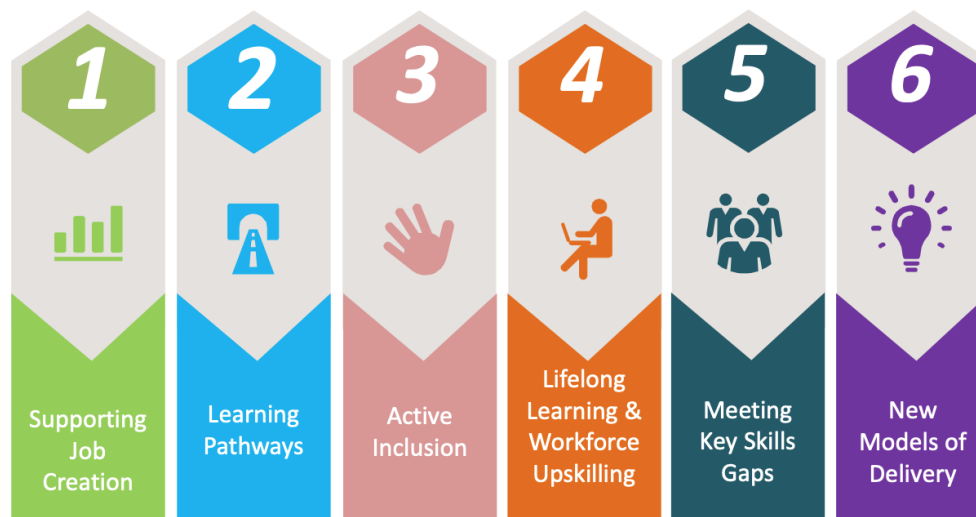 1
2
3
4
5
6
Supporting
Job
Creation
Learning
Pathways
Active
Inclusion
Lifelong
Learning &
Workforce
Upskilling
Meeting
Key Skills
Gaps
New
Models of
Delivery